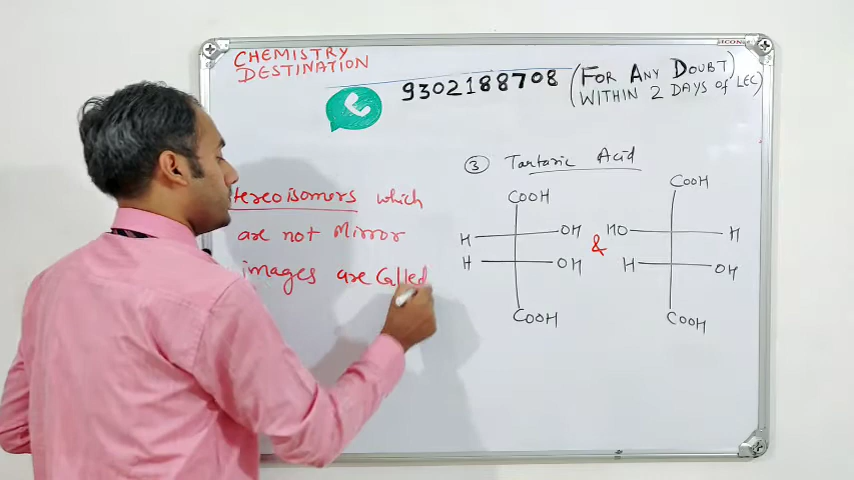 CHEMISTRY
DESTINATION
9302188708 (FOR ANY DOUBT
WITHIN 2 DAYS of LEC)
SICON
tereoisomers which
are not Mirror
images are Called
③ Tartaric Acid
COOH
H OH
H OH
COOH
&
COOH
HO H
H OH
COOH